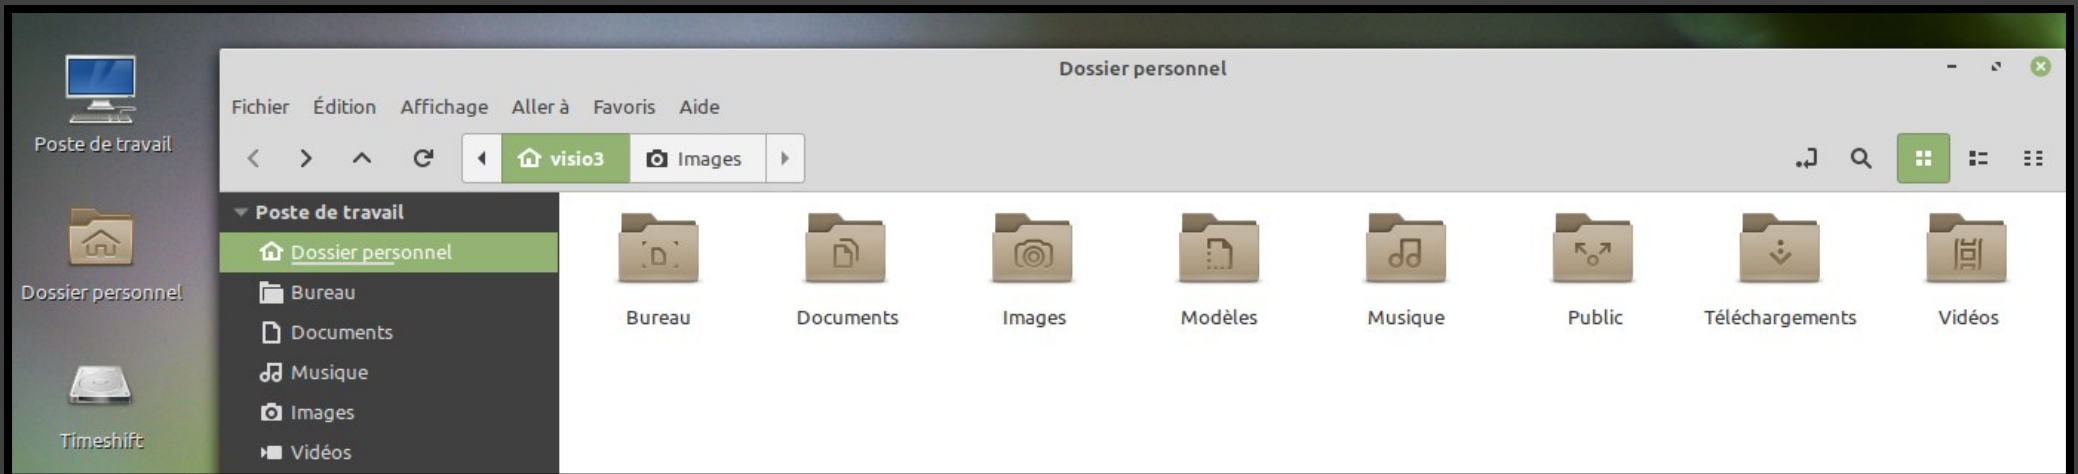 Poste de travail
Dossier personnel
Timeshift
Dossier personnel
Fichier Édition Affichage Aller à Favoris Aide
visio3 Images
Poste de travail
Dossier personnel
Bureau
Documents
Musique
Images
Vidéos
Bureau Documents Images Modèles Musique Public Téléchargements Vidéos